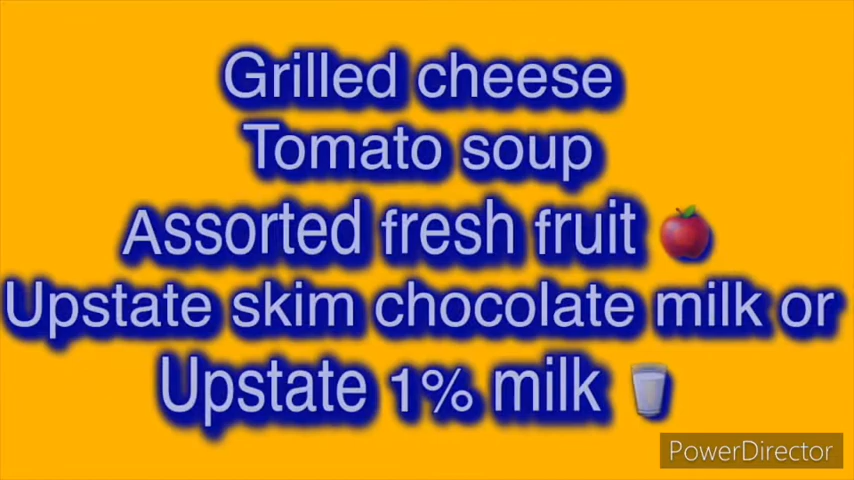 Grilled cheese
Tomato soup
Assorted fresh fruit 🍎
Upstate skim chocolate milk or
Upstate 1% milk 🥛
PowerDirector